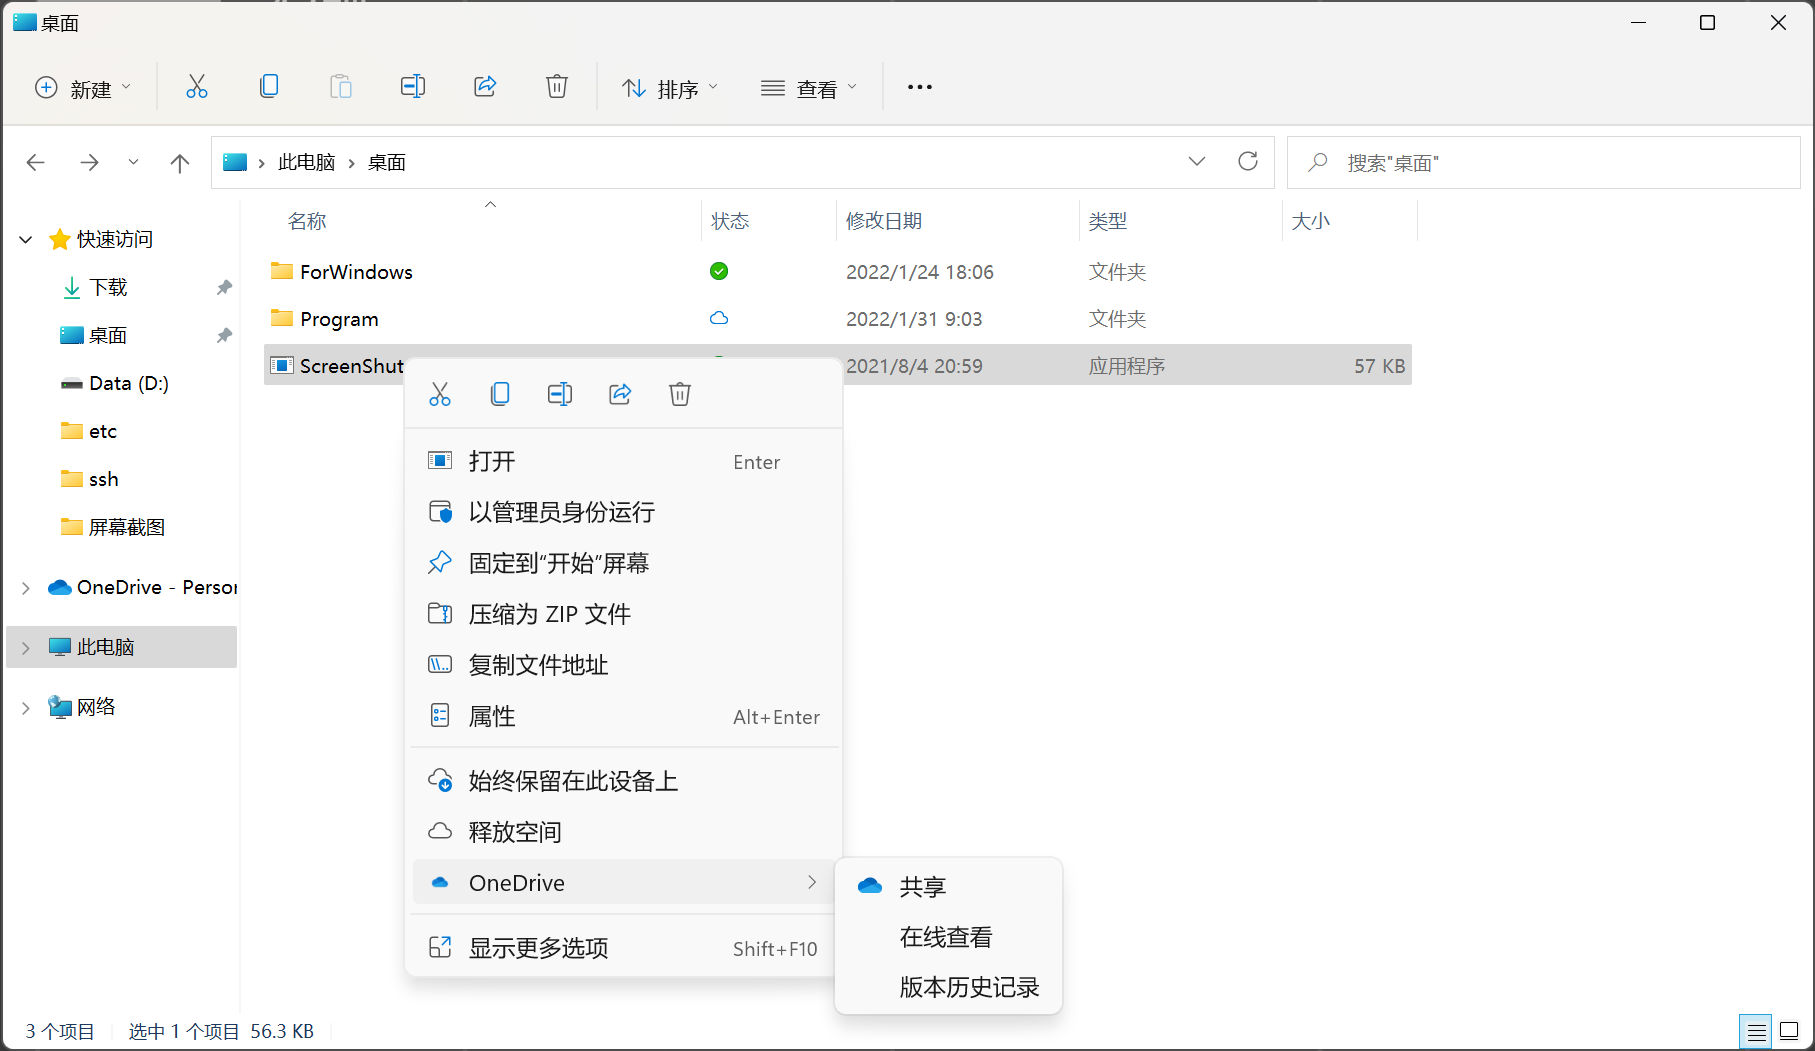 桌面
新建
排序
查看
此电脑
桌面
搜索"桌面"
名称
状态
修改日期
类型
大小
快速访问
下载
桌面
Data (D:)
etc
ssh
屏幕截图
OneDrive - Person
此电脑
网络
ForWindows
2022/1/24 18:06
文件夹
Program
2022/1/31 9:03
文件夹
ScreenShut
2021/8/4 20:59
应用程序
57 KB
打开
Enter
以管理员身份运行
固定到“开始”屏幕
压缩为 ZIP 文件
复制文件地址
属性
Alt+Enter
始终保留在此设备上
释放空间
OneDrive
显示更多选项
Shift+F10
共享
在线查看
版本历史记录
3 个项目
选中 1 个项目 56.3 KB